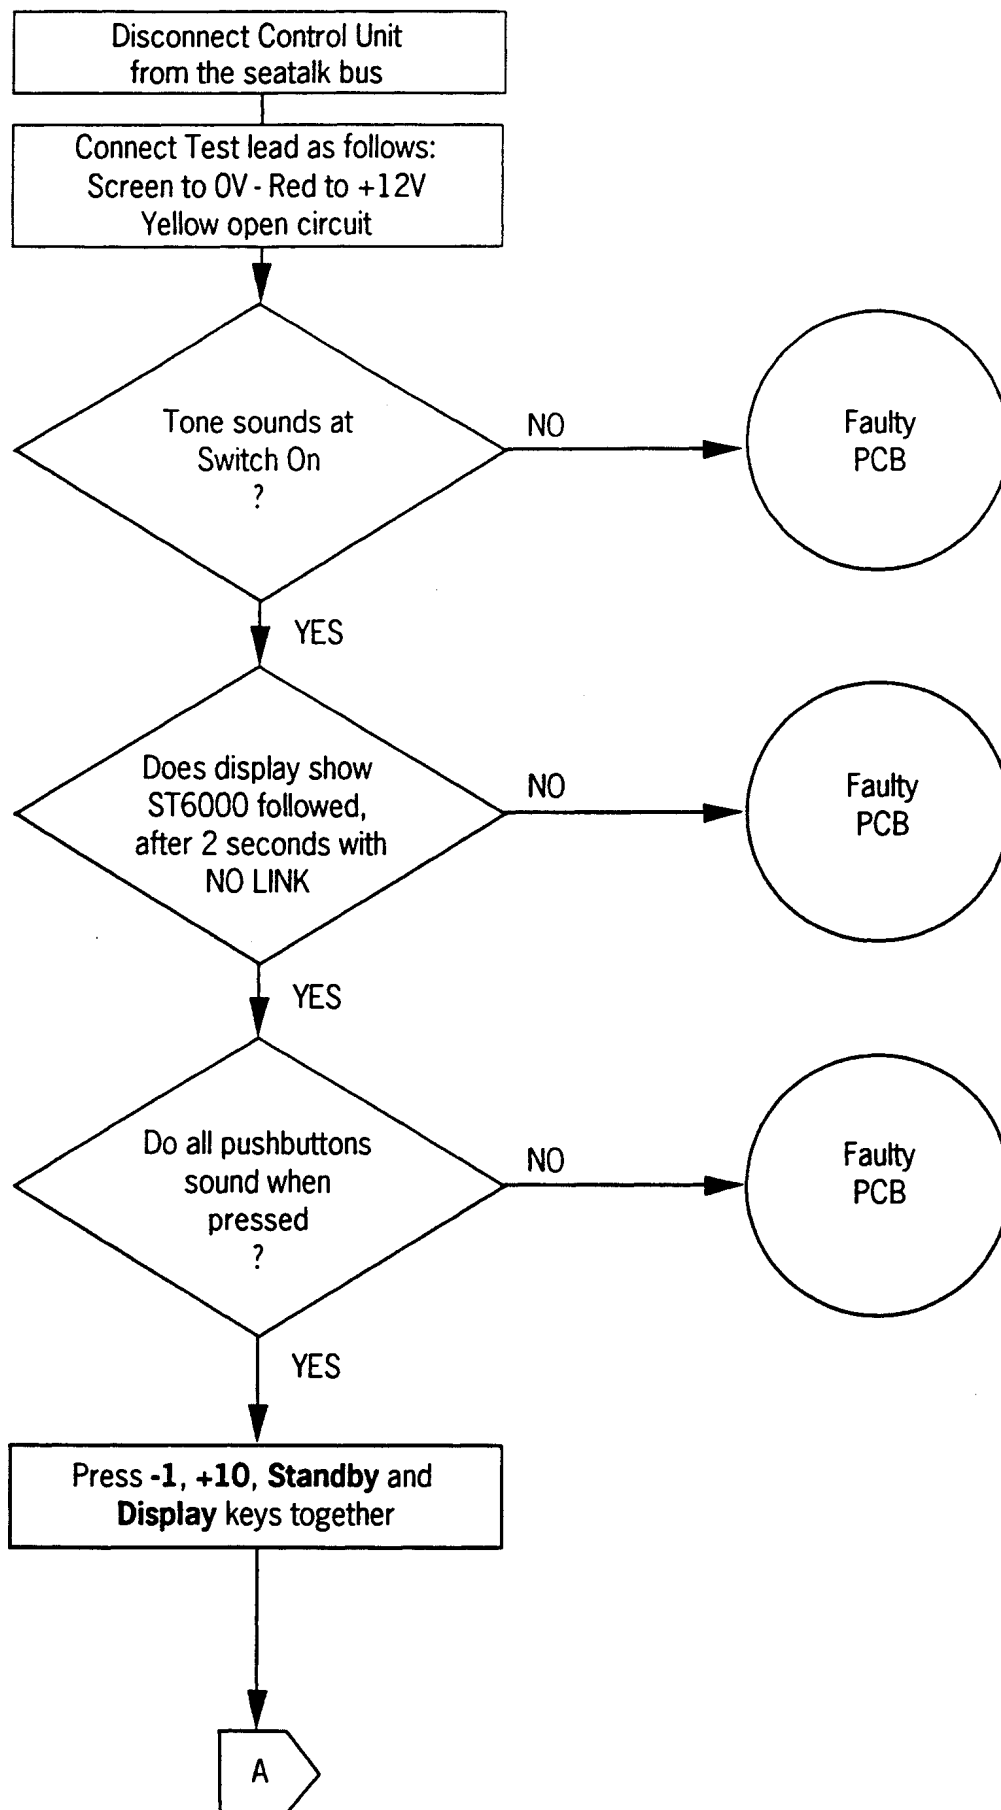 Disconnect Control Unit
from the seatalk bus
Connect Test lead as follows:
Screen to 0V - Red to +12V
Yellow open circuit
Tone sounds at
Switch On
?
NO
Faulty
PCB
YES
Does display show
ST6000 followed,
after 2 seconds with
NO LINK
NO
Faulty
PCB
YES
Do all pushbuttons
sound when
pressed
?
NO
Faulty
PCB
YES
Press -1, +10, Standby and
Display keys together
A